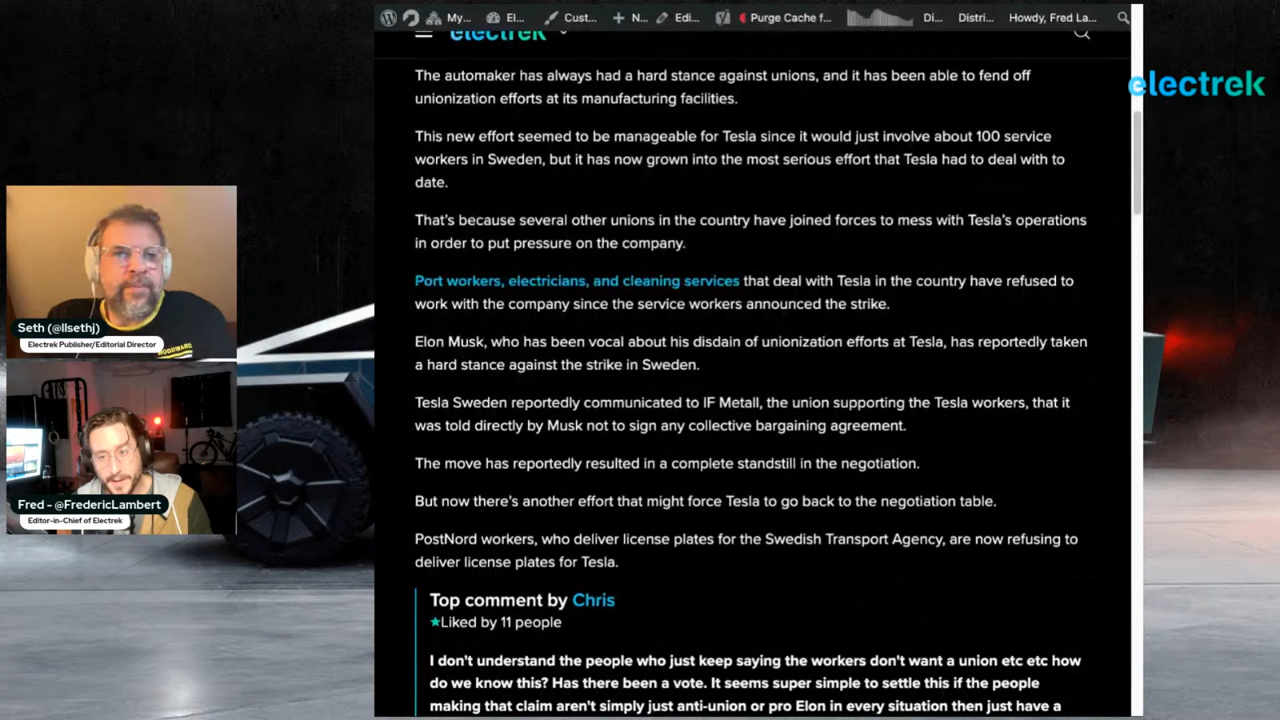 My...
El...
Cust...
N...
Edi...
Purge Cache f...
Di...
Distri...
Howdy, Fred La...
electrek
electrek
The automaker has always had a hard stance against unions, and it has been able to fend off
unionization efforts at its manufacturing facilities.
This new effort seemed to be manageable for Tesla since it would just involve about 100 service
workers in Sweden, but it has now grown into the most serious effort that Tesla had to deal with to
date.
That's because several other unions in the country have joined forces to mess with Tesla's operations
in order to put pressure on the company.
Port workers, electricians, and cleaning services that deal with Tesla in the country have refused to
work with the company since the service workers announced the strike.
Elon Musk, who has been vocal about his disdain of unionization efforts at Tesla, has reportedly taken
a hard stance against the strike in Sweden.
Tesla Sweden reportedly communicated to IF Metall, the union supporting the Tesla workers, that it
was told directly by Musk not to sign any collective bargaining agreement.
The move has reportedly resulted in a complete standstill in the negotiation.
But now there's another effort that might force Tesla to go back to the negotiation table.
PostNord workers, who deliver license plates for the Swedish Transport Agency, are now refusing to
deliver license plates for Tesla.
Top comment by Chris
Liked by 11 people
I don't understand the people who just keep saying the workers don't want a union etc etc how
do we know this? Has there been a vote. It seems super simple to settle this if the people
making that claim aren't simply just anti-union or pro Elon in every situation then just have a
WOODWARD
Seth (@llsethj)
Electrek Publisher/Editorial Director
Fred - @FredericLambert
Editor-in-Chief of Electrek